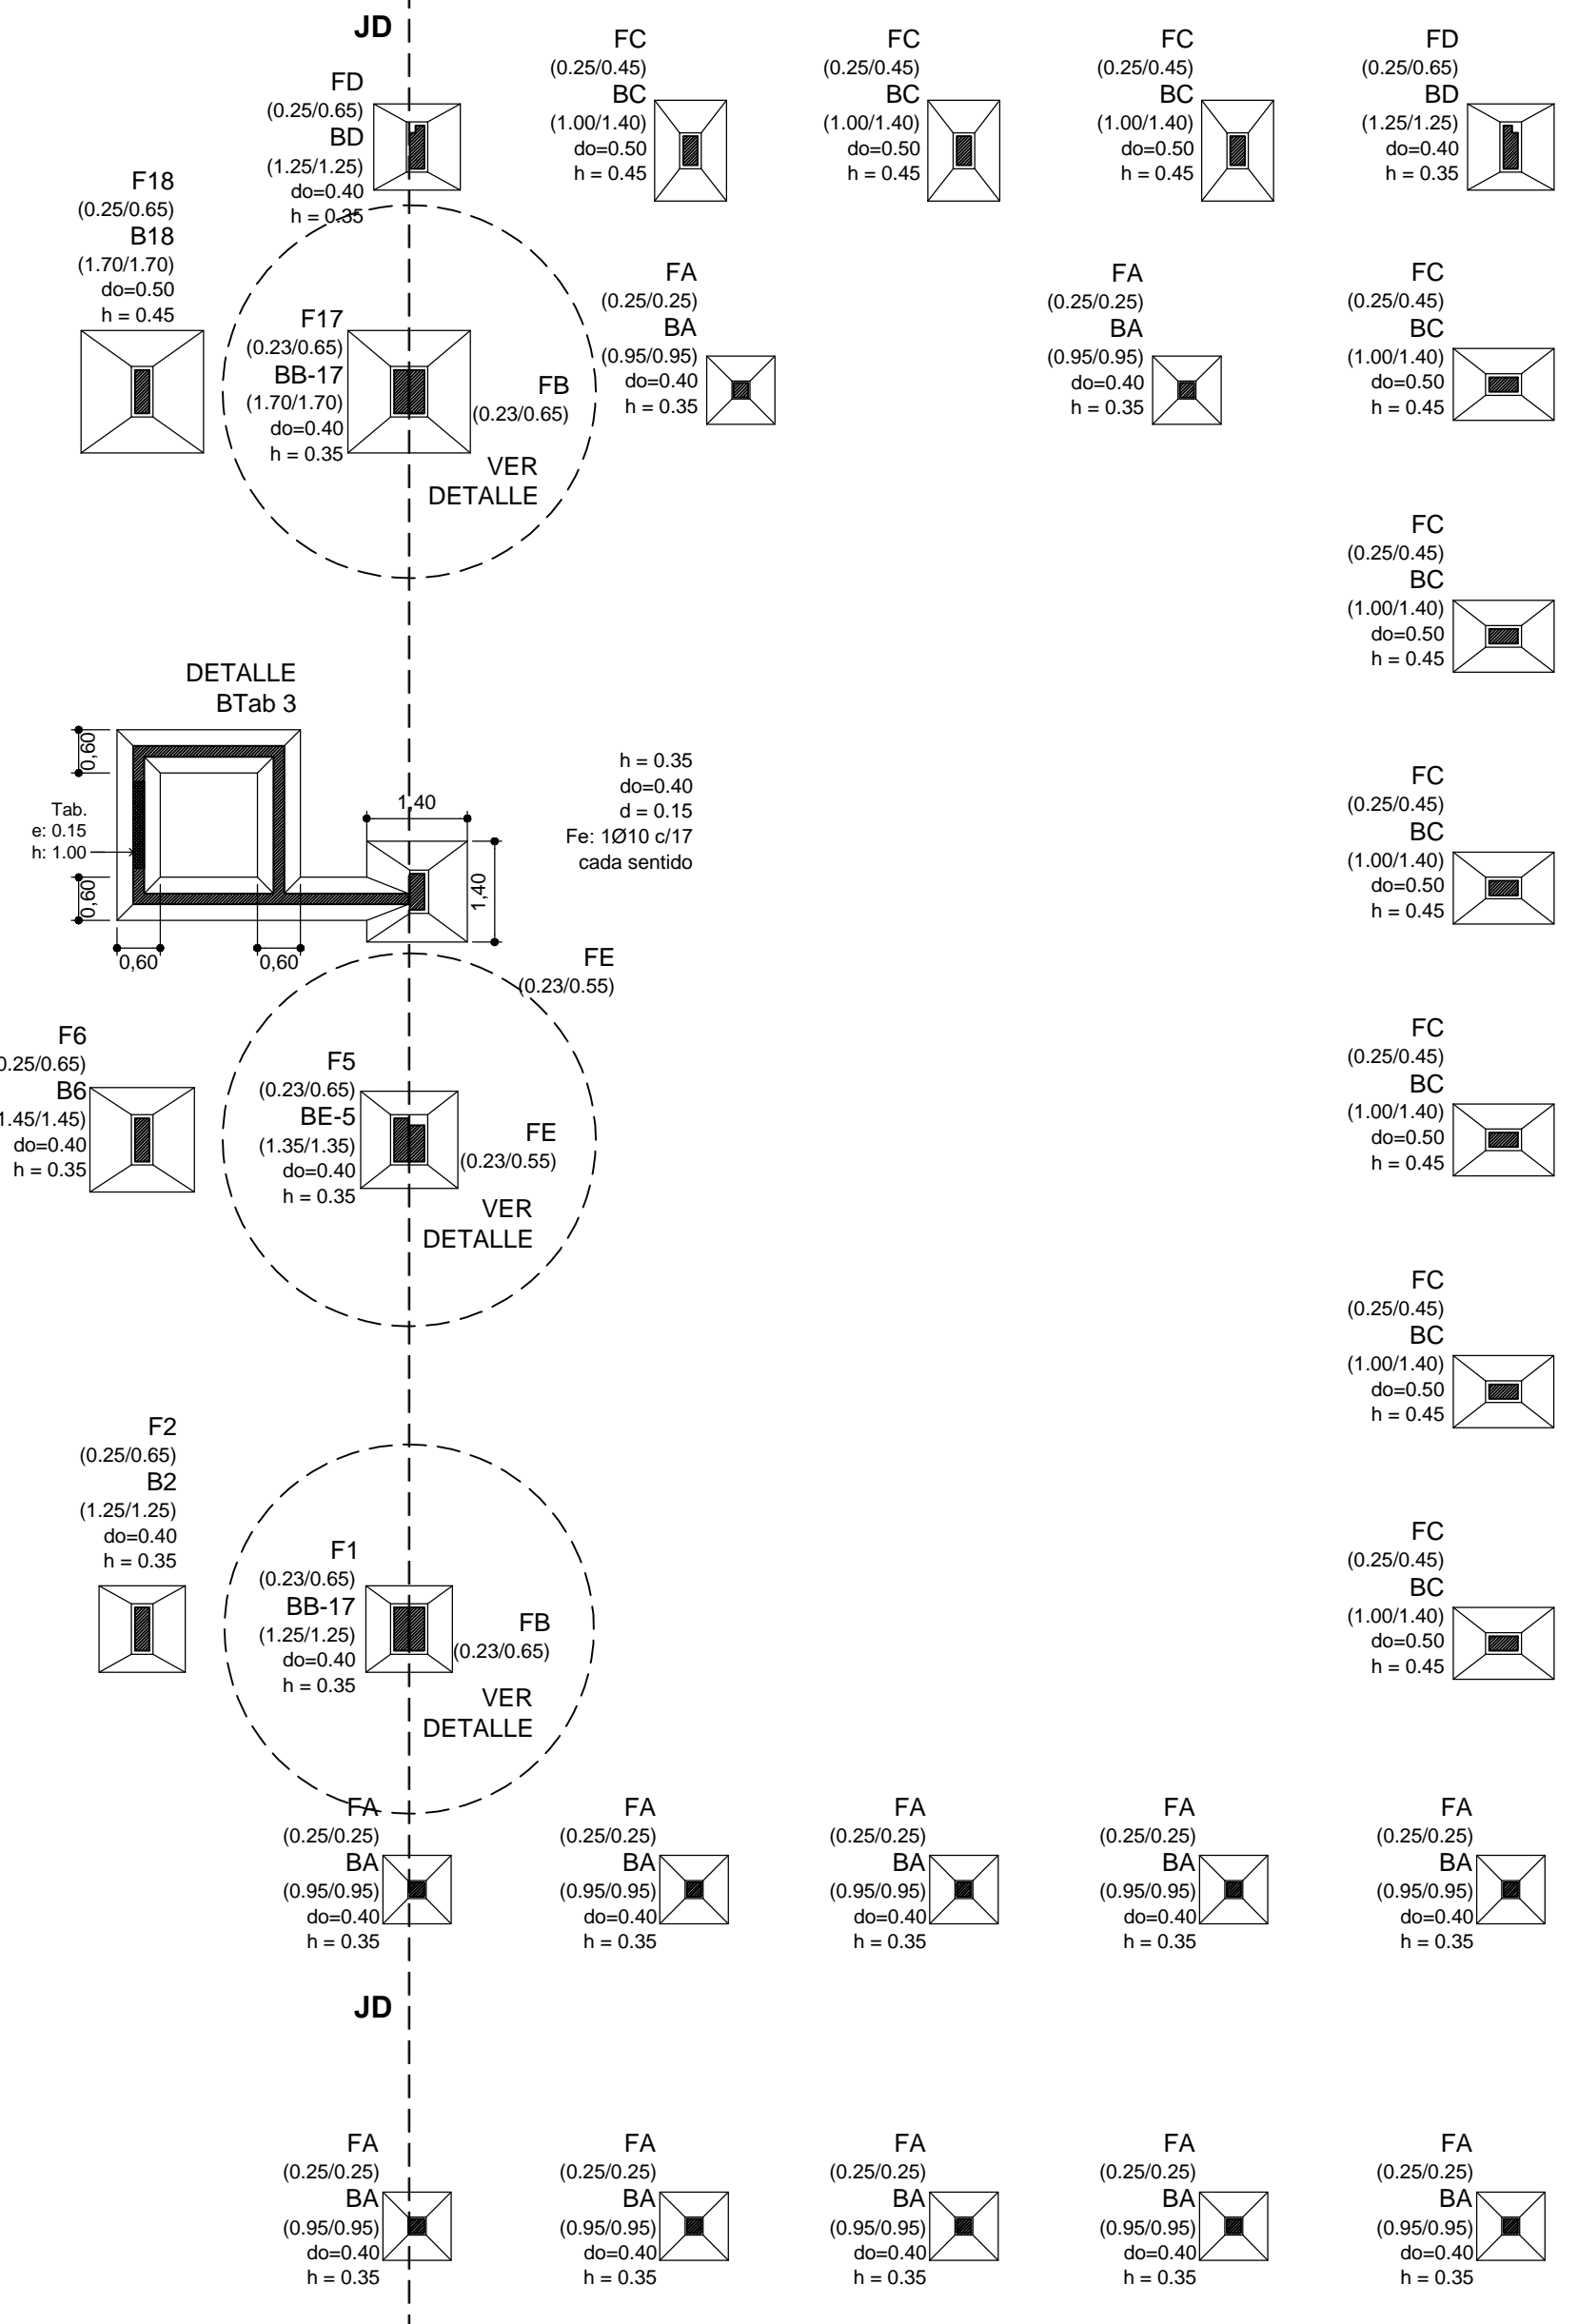 JD
FC
(0.25/0.45)
BC
(1.00/1.40)
do=0.50
h = 0.45
FC
(0.25/0.45)
BC
(1.00/1.40)
do=0.50
h = 0.45
FC
(0.25/0.45)
BC
(1.00/1.40)
do=0.50
h = 0.45
FD
(0.25/0.65)
BD
(1.25/1.25)
do=0.40
h = 0.35
FD
(0.25/0.65)
BD
(1.25/1.25)
do=0.40
h = 0.35
F18
(0.25/0.65)
B18
(1.70/1.70)
do=0.50
h = 0.45
F17
(0.23/0.65)
BB-17
(1.70/1.70)
do=0.40
h = 0.35
FB
(0.23/0.65)
VER
DETALLE
FA
(0.25/0.25)
BA
(0.95/0.95)
do=0.40
h = 0.35
FA
(0.25/0.25)
BA
(0.95/0.95)
do=0.40
h = 0.35
FC
(0.25/0.45)
BC
(1.00/1.40)
do=0.50
h = 0.45
FC
(0.25/0.45)
BC
(1.00/1.40)
do=0.50
h = 0.45
DETALLE
BTab 3
0,60
Tab.
e: 0.15
h: 1.00
0,60
0,60
0,60
1,40
1,40
h = 0.35
do=0.40
d = 0.15
Fe: 1Ø10 c/17
cada sentido
FC
(0.25/0.45)
BC
(1.00/1.40)
do=0.50
h = 0.45
FE
(0.23/0.55)
F6
0.25/0.65)
B6
1.45/1.45)
do=0.40
h = 0.35
F5
(0.23/0.65)
BE-5
(1.35/1.35)
do=0.40
h = 0.35
FE
(0.23/0.55)
VER
DETALLE
FC
(0.25/0.45)
BC
(1.00/1.40)
do=0.50
h = 0.45
FC
(0.25/0.45)
BC
(1.00/1.40)
do=0.50
h = 0.45
F2
(0.25/0.65)
B2
(1.25/1.25)
do=0.40
h = 0.35
F1
(0.23/0.65)
BB-17
(1.25/1.25)
do=0.40
h = 0.35
FB
(0.23/0.65)
VER
DETALLE
FC
(0.25/0.45)
BC
(1.00/1.40)
do=0.50
h = 0.45
FA
(0.25/0.25)
BA
(0.95/0.95)
do=0.40
h = 0.35
FA
(0.25/0.25)
BA
(0.95/0.95)
do=0.40
h = 0.35
FA
(0.25/0.25)
BA
(0.95/0.95)
do=0.40
h = 0.35
FA
(0.25/0.25)
BA
(0.95/0.95)
do=0.40
h = 0.35
FA
(0.25/0.25)
BA
(0.95/0.95)
do=0.40
h = 0.35
JD
FA
(0.25/0.25)
BA
(0.95/0.95)
do=0.40
h = 0.35
FA
(0.25/0.25)
BA
(0.95/0.95)
do=0.40
h = 0.35
FA
(0.25/0.25)
BA
(0.95/0.95)
do=0.40
h = 0.35
FA
(0.25/0.25)
BA
(0.95/0.95)
do=0.40
h = 0.35
FA
(0.25/0.25)
BA
(0.95/0.95)
do=0.40
h = 0.35